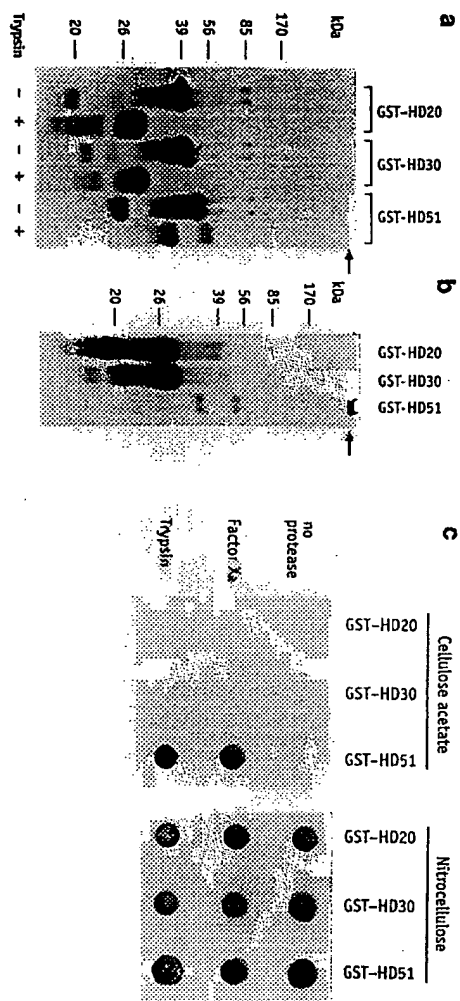 a
kDa
170
85
56
39
26
20
Trypsin
GST-HD20
GST-HD30
GST-HD51
− + − + − +
b
kDa
170
85
56
39
26
20
GST-HD20
GST-HD30
GST-HD51
c
Cellulose acetate
Nitrocellulose
GST-HD20
GST-HD30
GST-HD51
GST-HD20
GST-HD30
GST-HD51
no
protease
Factor Xa
Trypsin